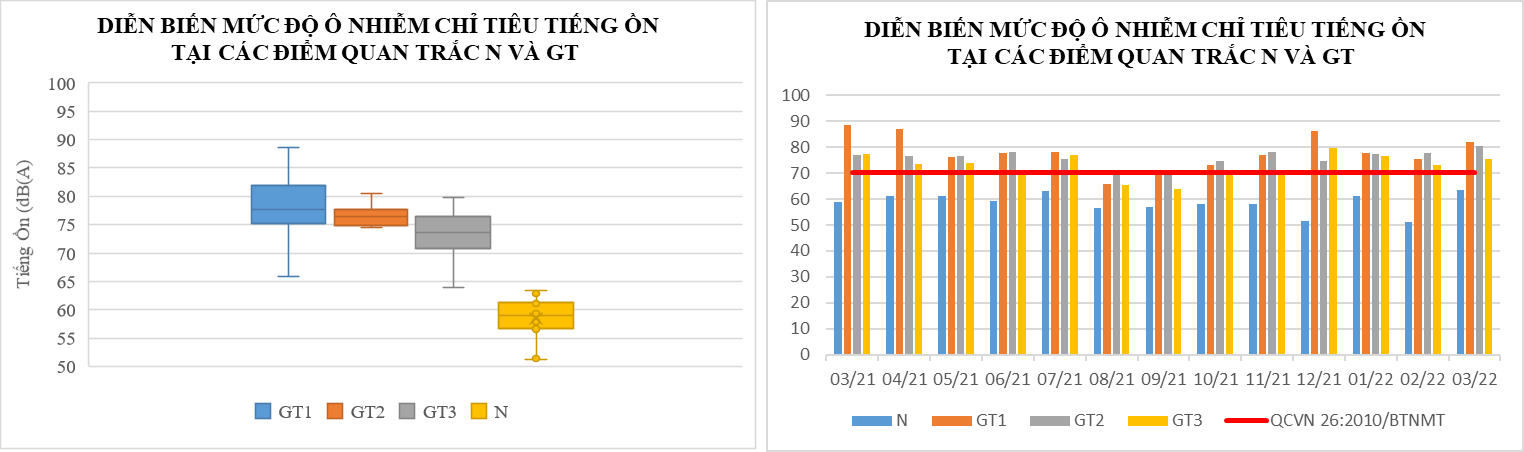 DIỄN BIẾN MỨC ĐỘ Ô NHIỄM CHỈ TIÊU TIẾNG ỒN
TẠI CÁC ĐIỂM QUAN TRẮC N VÀ GT
Tiếng Ồn (dB(A)
100
95
90
85
80
75
70
65
60
55
50
GT1 GT2 GT3 N
DIỄN BIẾN MỨC ĐỘ Ô NHIỄM CHỈ TIÊU TIẾNG ỒN
TẠI CÁC ĐIỂM QUAN TRẮC N VÀ GT
100
90
80
70
60
50
40
30
20
10
0
03/21 04/21 05/21 06/21 07/21 08/21 09/21 10/21 11/21 12/21 01/22 02/22 03/22
N GT1 GT2 GT3 QCVN 26:2010/BTNMT